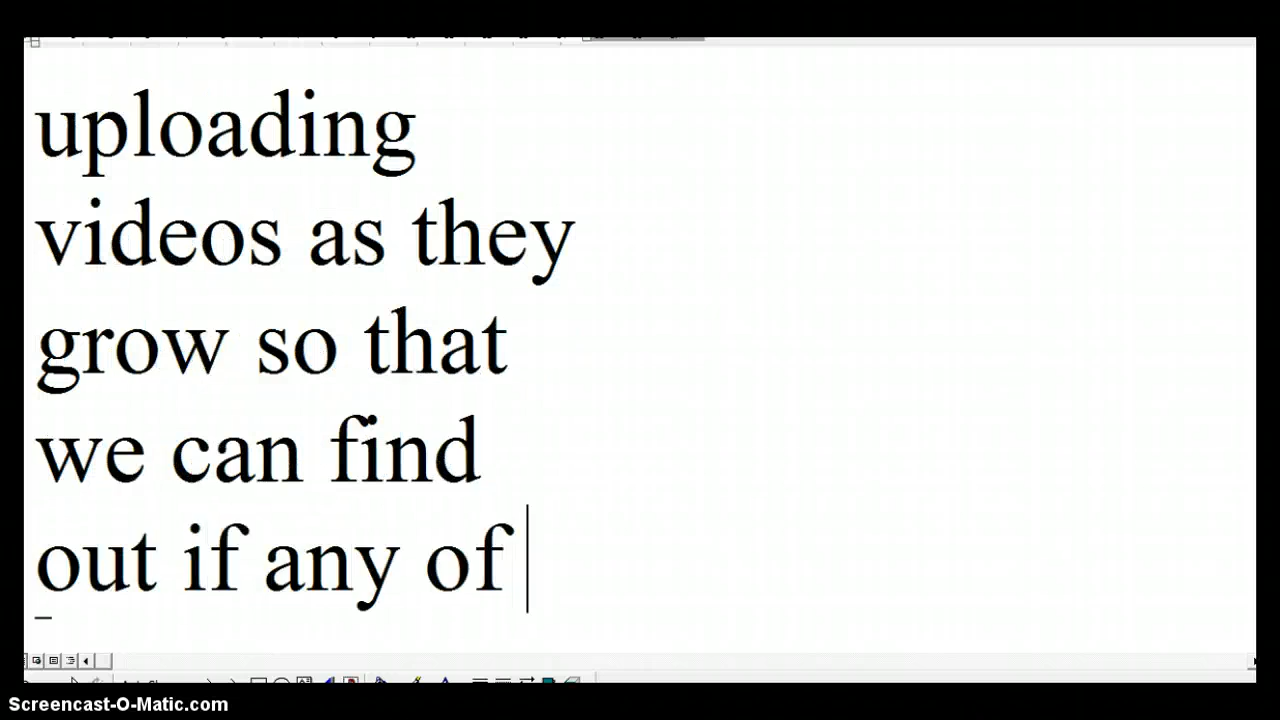 uploading
videos as they
grow so that
we can find
out if any of
Screencast-O-Matic.com